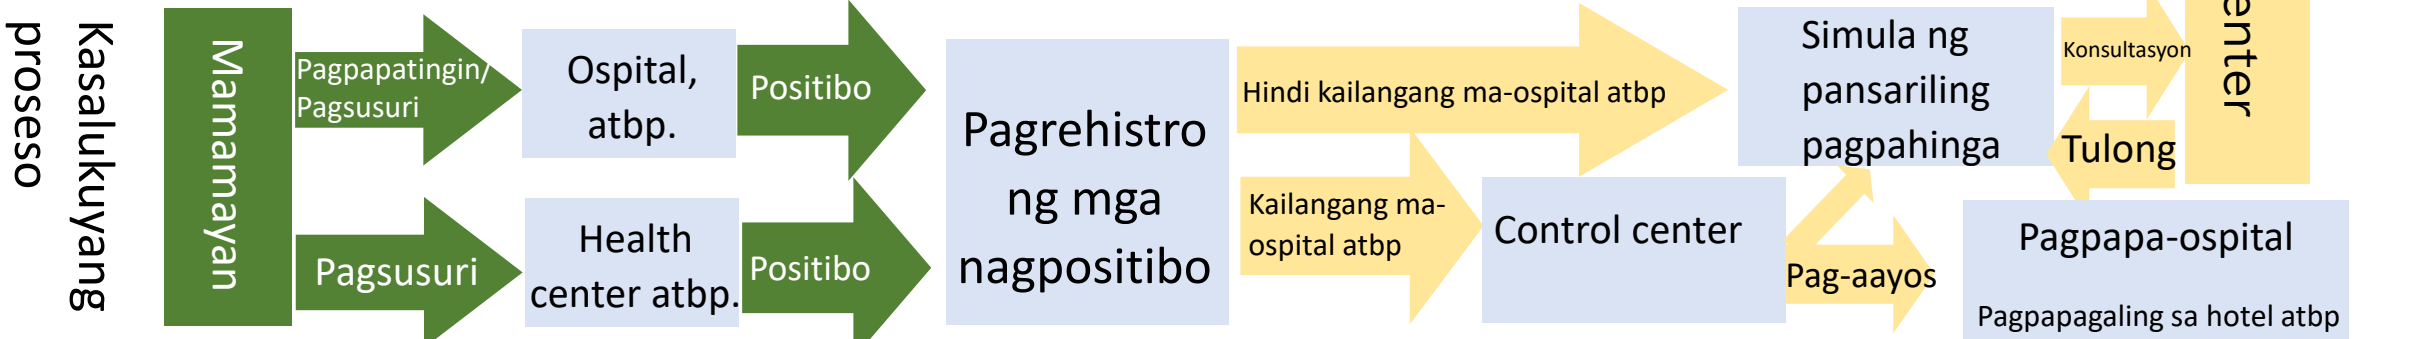 Kasalukuyang
proseso
Mamamayan
Pagpapatingin/
Pagsusuri
Ospital,
atbp.
Positibo
Pagsusuri
Health
center atbp.
Positibo
Pagrehistro
ng mga
nagpositibo
Hindi kailangang ma-ospital atbp
Kailangang ma-
ospital atbp
Control center
Simula ng
pansariling
pagpahinga
Konsultasyon
Tulong
enter
Pag-aayos
Pagpapa-ospital
Pagpapagaling sa hotel atbp